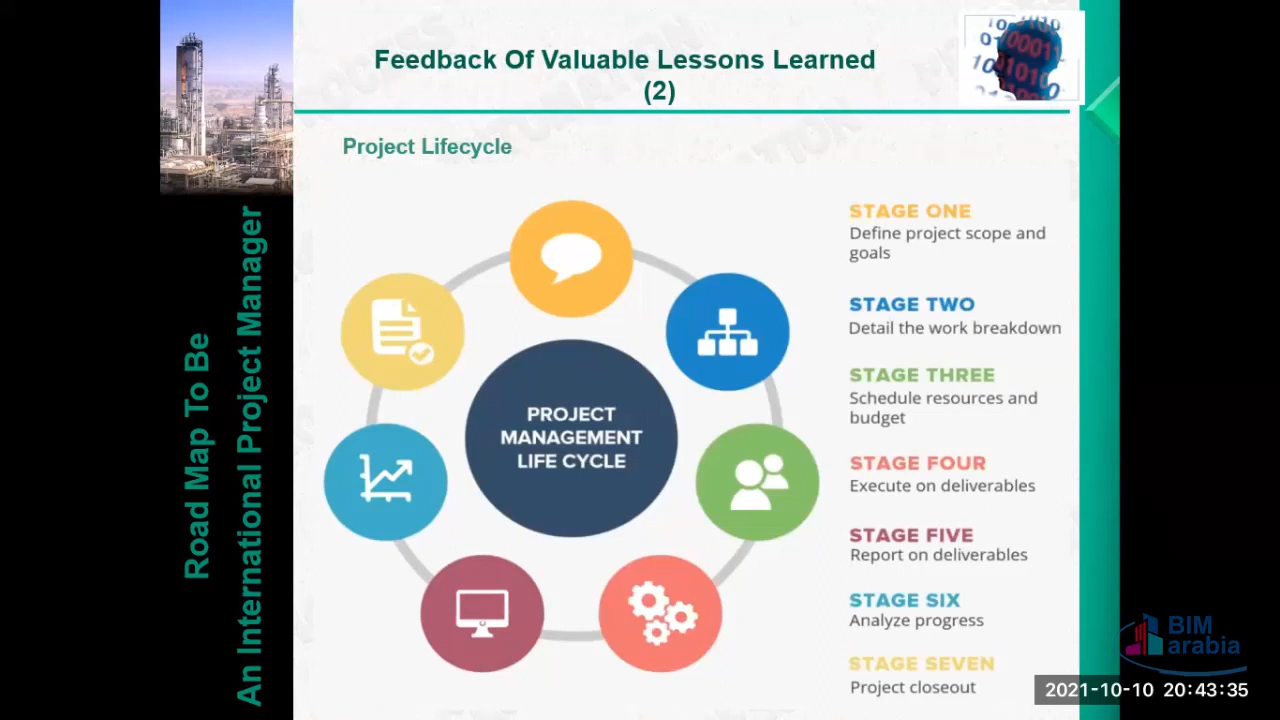 Feedback Of Valuable Lessons Learned
(2)
Project Lifecycle
Road Map To Be
An International Project Manager
PROJECT
MANAGEMENT
LIFE CYCLE
STAGE ONE
Define project scope and
goals
STAGE TWO
Detail the work breakdown
STAGE THREE
Schedule resources and
budget
STAGE FOUR
Execute on deliverables
STAGE FIVE
Report on deliverables
STAGE SIX
Analyze progress
STAGE SEVEN
Project closeout
BIM
arabia
2021-10-10 20:43:35